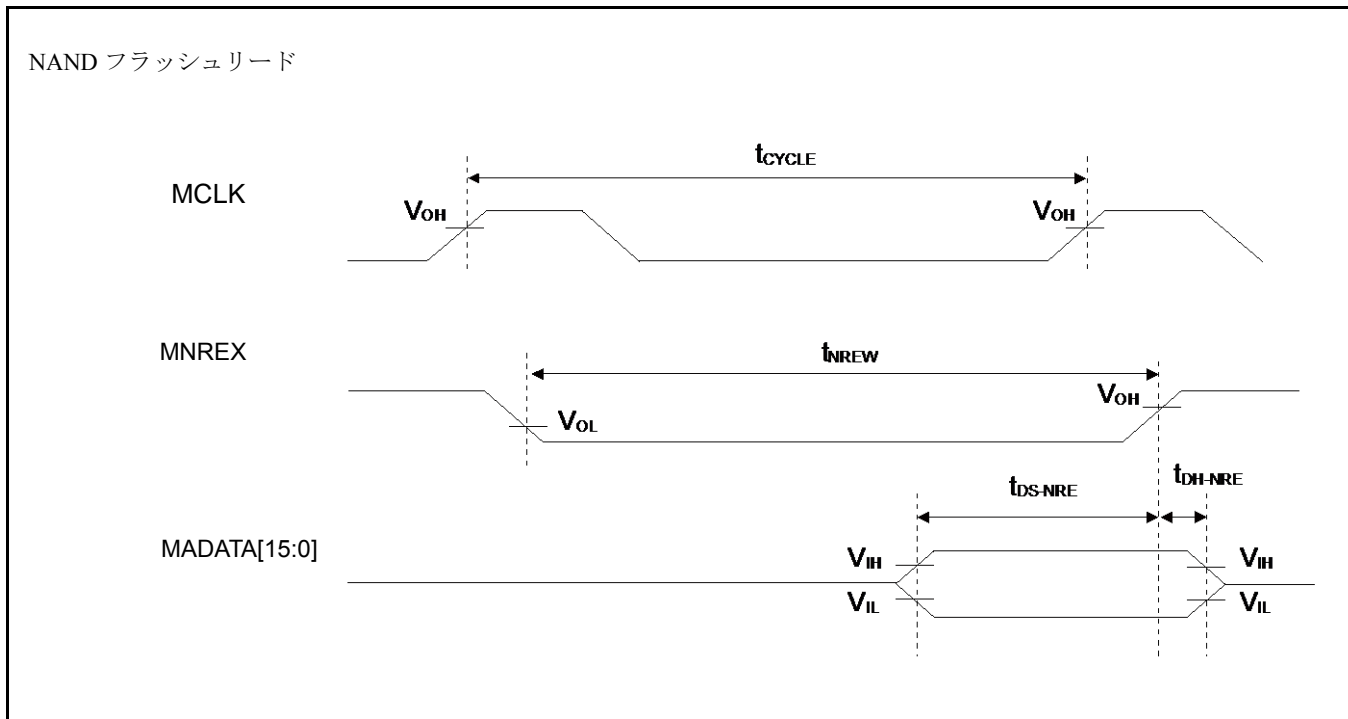 NAND フラッシュリード
tCYCLE
MCLK
VOH
VOH
MNREX
tNREW
VOH
VOL
tDS-NRE
tDH-NRE
MADATA[15:0]
VIH
VIH
VIL
VIL